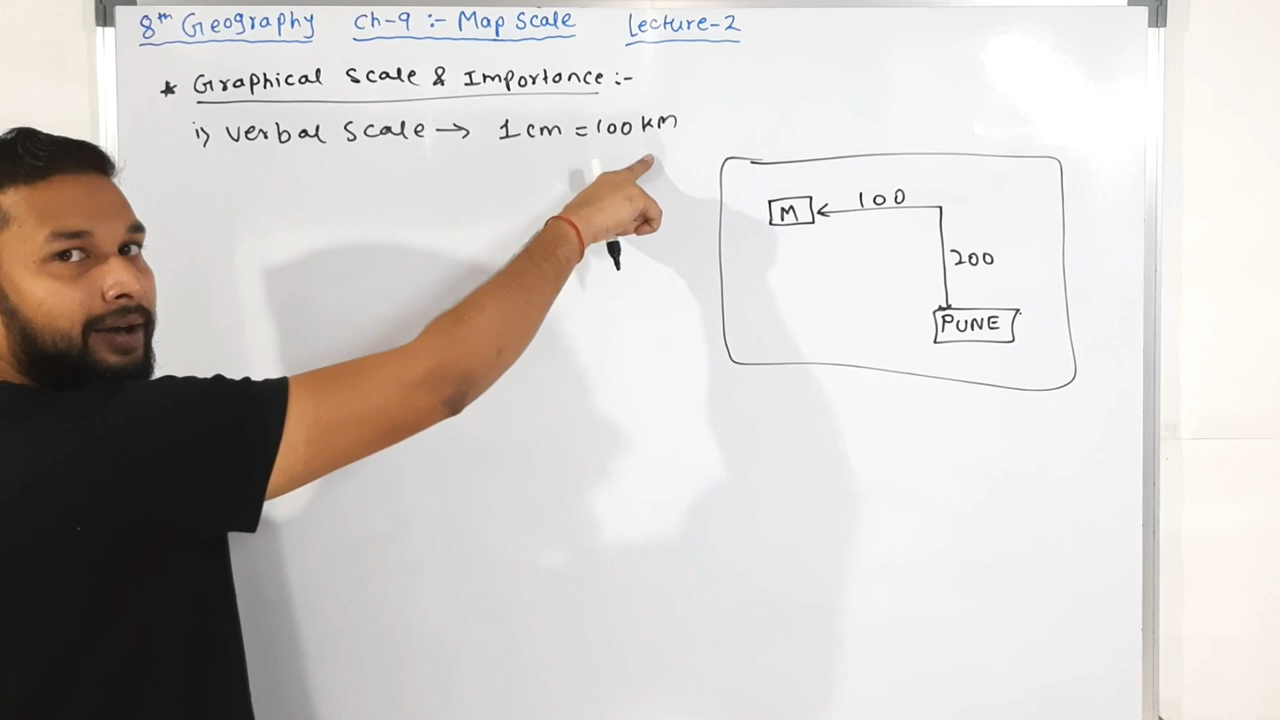 8th Geography Ch-9 :- Map Scale Lecture-2
* Graphical Scale & Importance :-
i) Verbal Scale → 1cm = 100 KM
M ← 100
200
PUNE